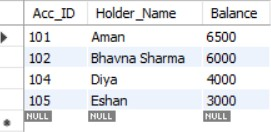 Acc_ID Holder_Name Balance
101 Aman 6500
102 Bhavna Sharma 6000
104 Diya 4000
105 Eshan 3000
NULL NULL NULL